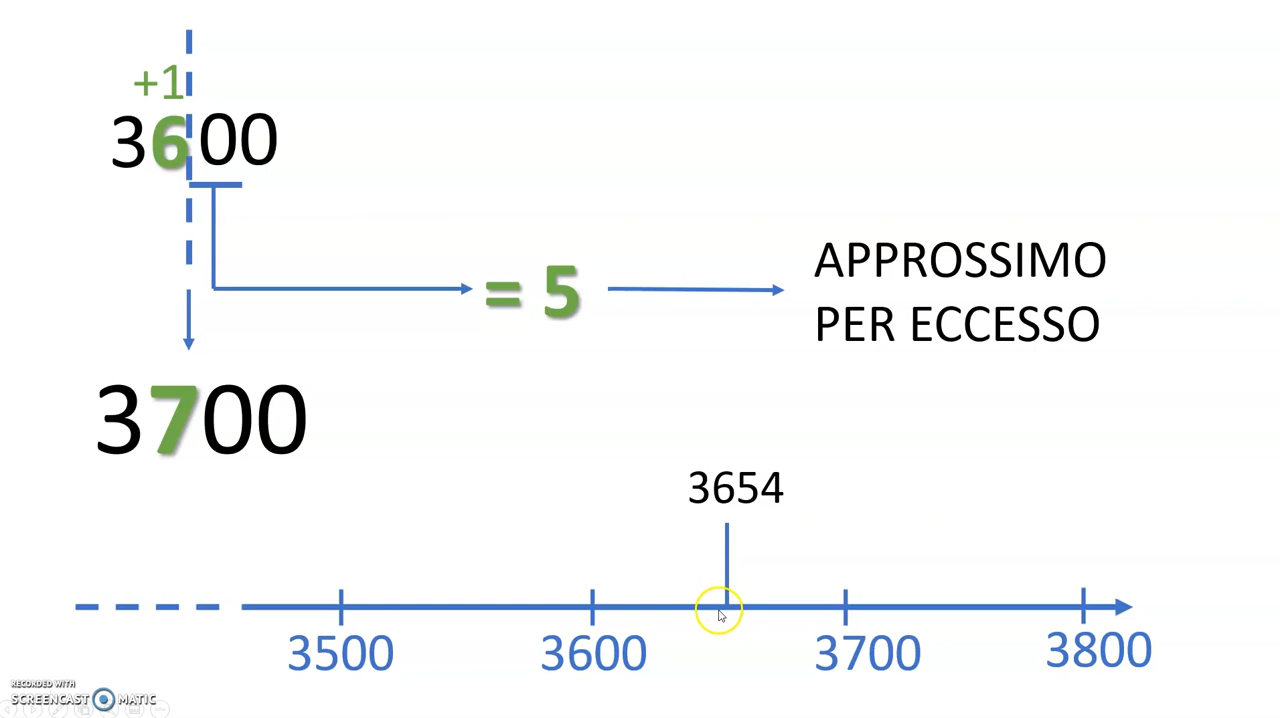 +1
3600
= 5
APPROSSIMO
PER ECCESSO
3700
3654
3500 3600 3700 3800
RECORDED WITH
SCREENCAST MATIC